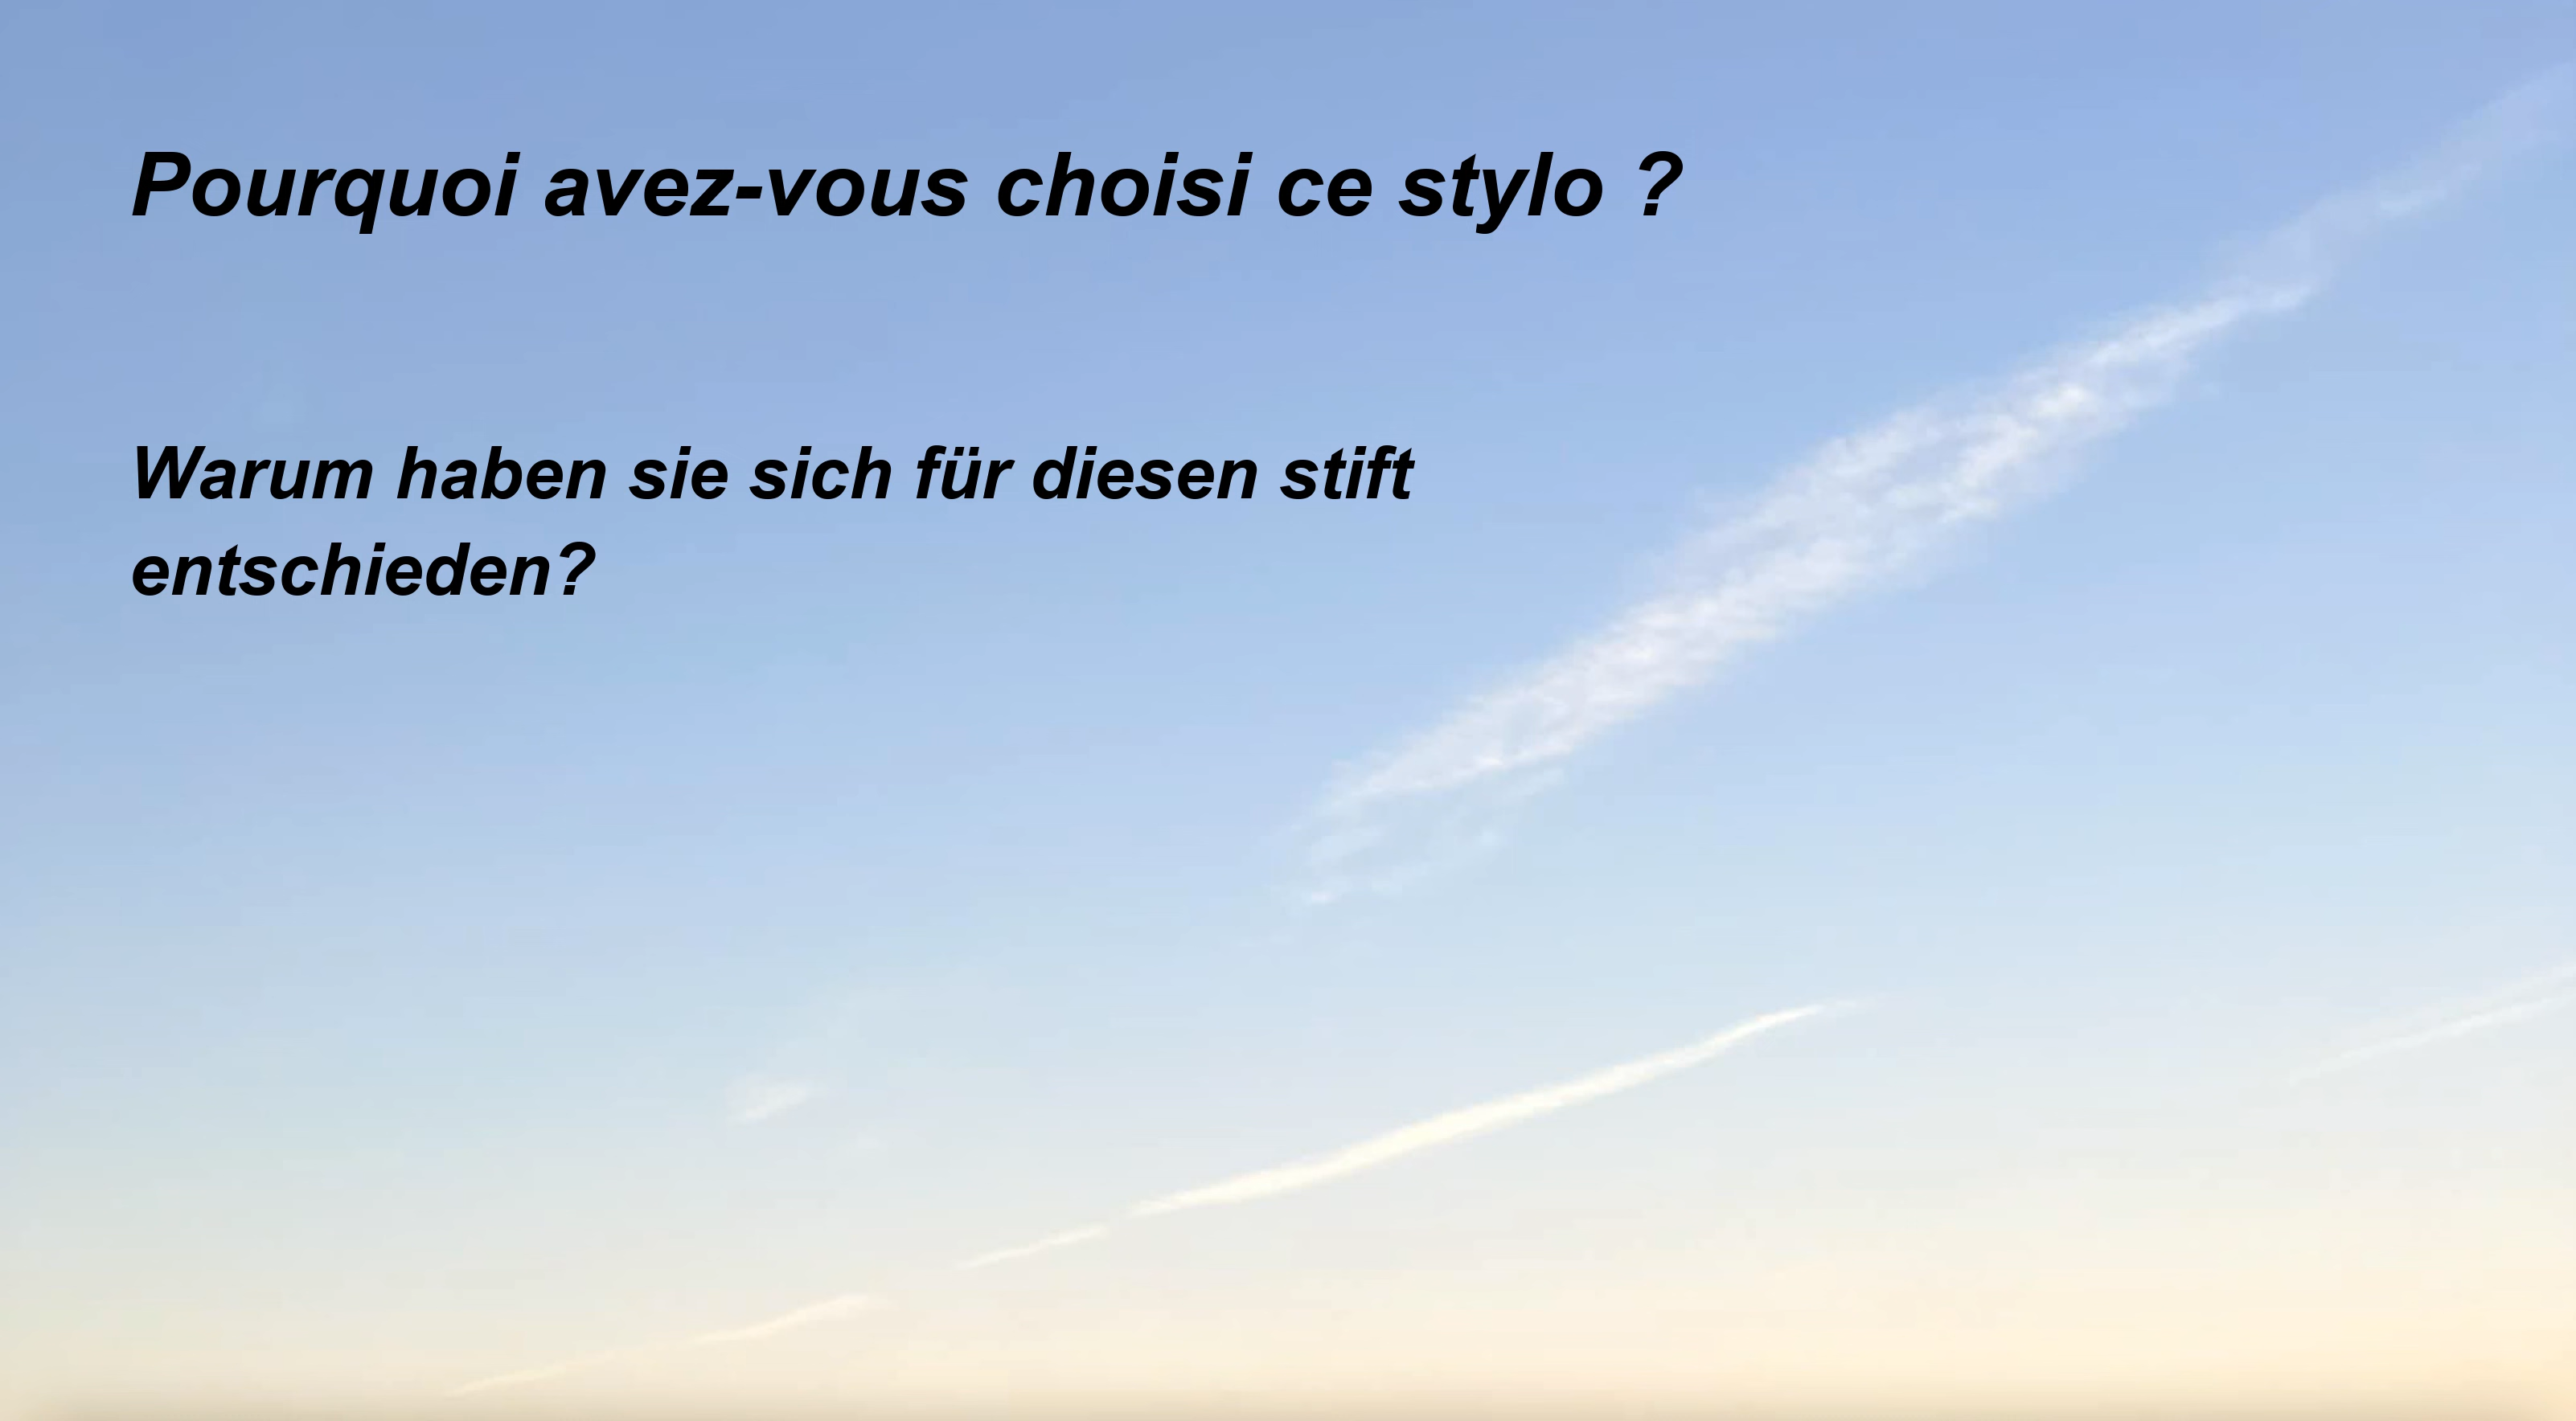 Pourquoi avez-vous choisi ce stylo ?
Warum haben sie sich für diesen stift
entschieden?